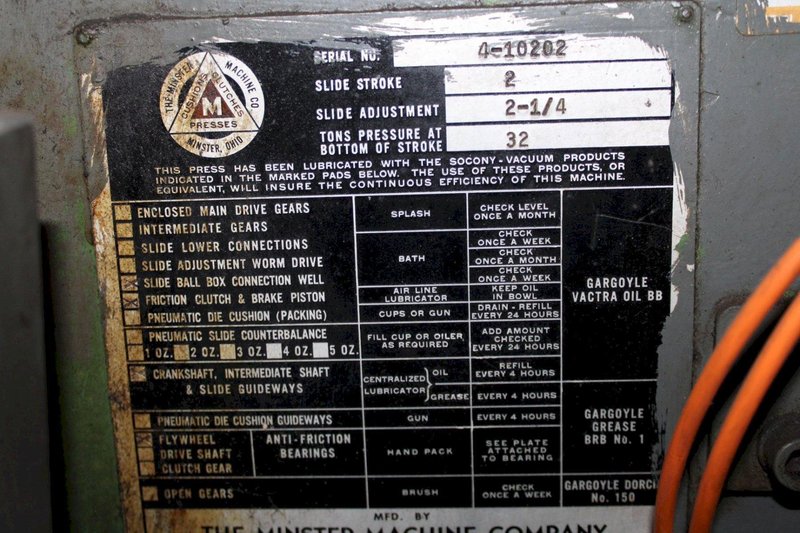 THE MINSTER MACHINE CO.
CUSHIONS CLUTCHES
M
PRESSES
MINSTER, OHIO
SERIAL NO. 4-10202
SLIDE STROKE 2
SLIDE ADJUSTMENT 2-1/4
TONS PRESSURE AT
BOTTOM OF STROKE 32
THIS PRESS HAS BEEN LUBRICATED WITH THE SOCONY-VACUUM PRODUCTS
INDICATED IN THE MARKED PADS BELOW. THE USE OF THESE PRODUCTS, OR
EQUIVALENT, WILL INSURE THE CONTINUOUS EFFICIENCY OF THIS MACHINE.
ENCLOSED MAIN DRIVE GEARS
INTERMEDIATE GEARS
SLIDE LOWER CONNECTIONS
SLIDE ADJUSTMENT WORM DRIVE
SLIDE BALL BOX CONNECTION WELL
FRICTION CLUTCH & BRAKE PISTON
PNEUMATIC DIE CUSHION (PACKING)
PNEUMATIC SLIDE COUNTERBALANCE
1 OZ. 2 OZ. 3 OZ. 4 OZ. 5 OZ.
CRANKSHAFT, INTERMEDIATE SHAFT
& SLIDE GUIDEWAYS
PNEUMATIC DIE CUSHION GUIDEWAYS
FLYWHEEL
DRIVE SHAFT
CLUTCH GEAR
ANTI-FRICTION
BEARINGS
OPEN GEARS
SPLASH
BATH
AIR LINE
LUBRICATOR
CUPS OR GUN
FILL CUP OR OILER
AS REQUIRED
CENTRALIZED
LUBRICATOR
OIL
GREASE
GUN
HAND PACK
BRUSH
CHECK LEVEL
ONCE A MONTH
CHECK
ONCE A WEEK
CHECK
ONCE A MONTH
CHECK
ONCE A WEEK
KEEP OIL
IN BOWL
DRAIN - REFILL
EVERY 24 HOURS
ADD AMOUNT
CHECKED
EVERY 24 HOURS
REFILL
EVERY 4 HOURS
EVERY 4 HOURS
EVERY 4 HOURS
SEE PLATE
ATTACHED
TO BEARING
CHECK
ONCE A WEEK
GARGOYLE
VACTRA OIL BB
GARGOYLE
GREASE
BRB No. 1
GARGOYLE DORCI
No. 150
MFD. BY
THE MINSTER MACHINE COMPANY